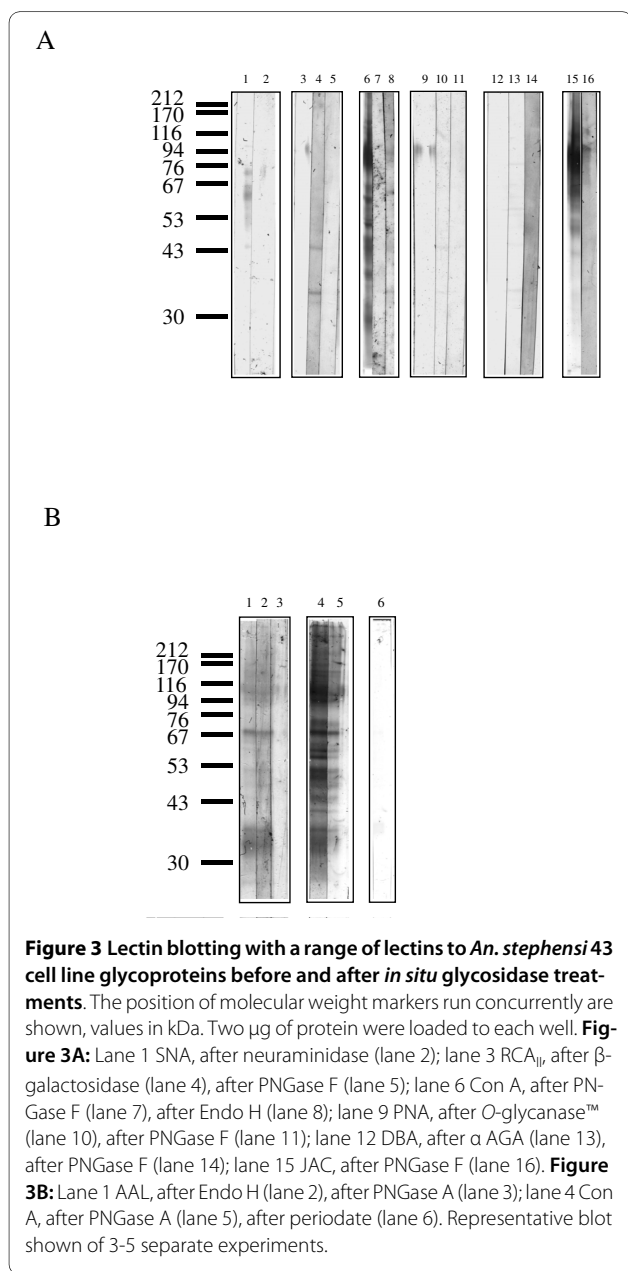 A
1 2 3 4 5 6 7 8 9 10 11 12 13 14 15 16
212
170
116
94
76
67
53
43
30
B
1 2 3 4 5 6
212
170
116
94
76
67
53
43
30
Figure 3 Lectin blotting with a range of lectins to An. stephensi 43
cell line glycoproteins before and after in situ glycosidase treat-
ments. The position of molecular weight markers run concurrently are
shown, values in kDa. Two μg of protein were loaded to each well. Fig-
ure 3A: Lane 1 SNA, after neuraminidase (lane 2); lane 3 RCA||, after β-
galactosidase (lane 4), after PNGase F (lane 5); lane 6 Con A, after PN-
Gase F (lane 7), after Endo H (lane 8); lane 9 PNA, after O-glycanase™
(lane 10), after PNGase F (lane 11); lane 12 DBA, after α AGA (lane 13),
after PNGase F (lane 14); lane 15 JAC, after PNGase F (lane 16). Figure
3B: Lane 1 AAL, after Endo H (lane 2), after PNGase A (lane 3); lane 4 Con
A, after PNGase A (lane 5), after periodate (lane 6). Representative blot
shown of 3-5 separate experiments.